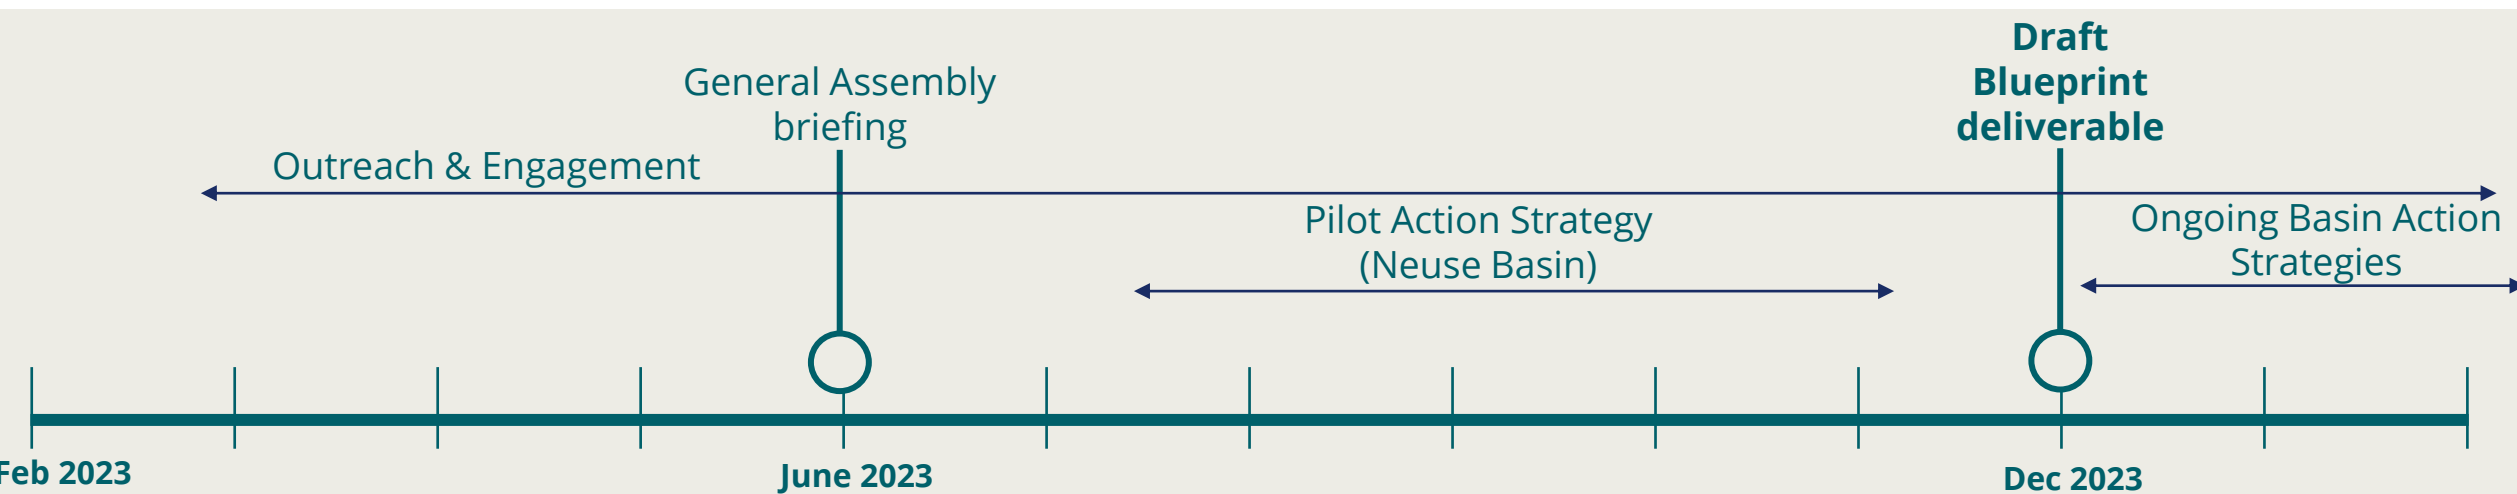 Draft
Blueprint
deliverable
General Assembly
briefing
Outreach & Engagement
Pilot Action Strategy
(Neuse Basin)
Ongoing Basin Action
Strategies
Feb 2023
June 2023
Dec 2023